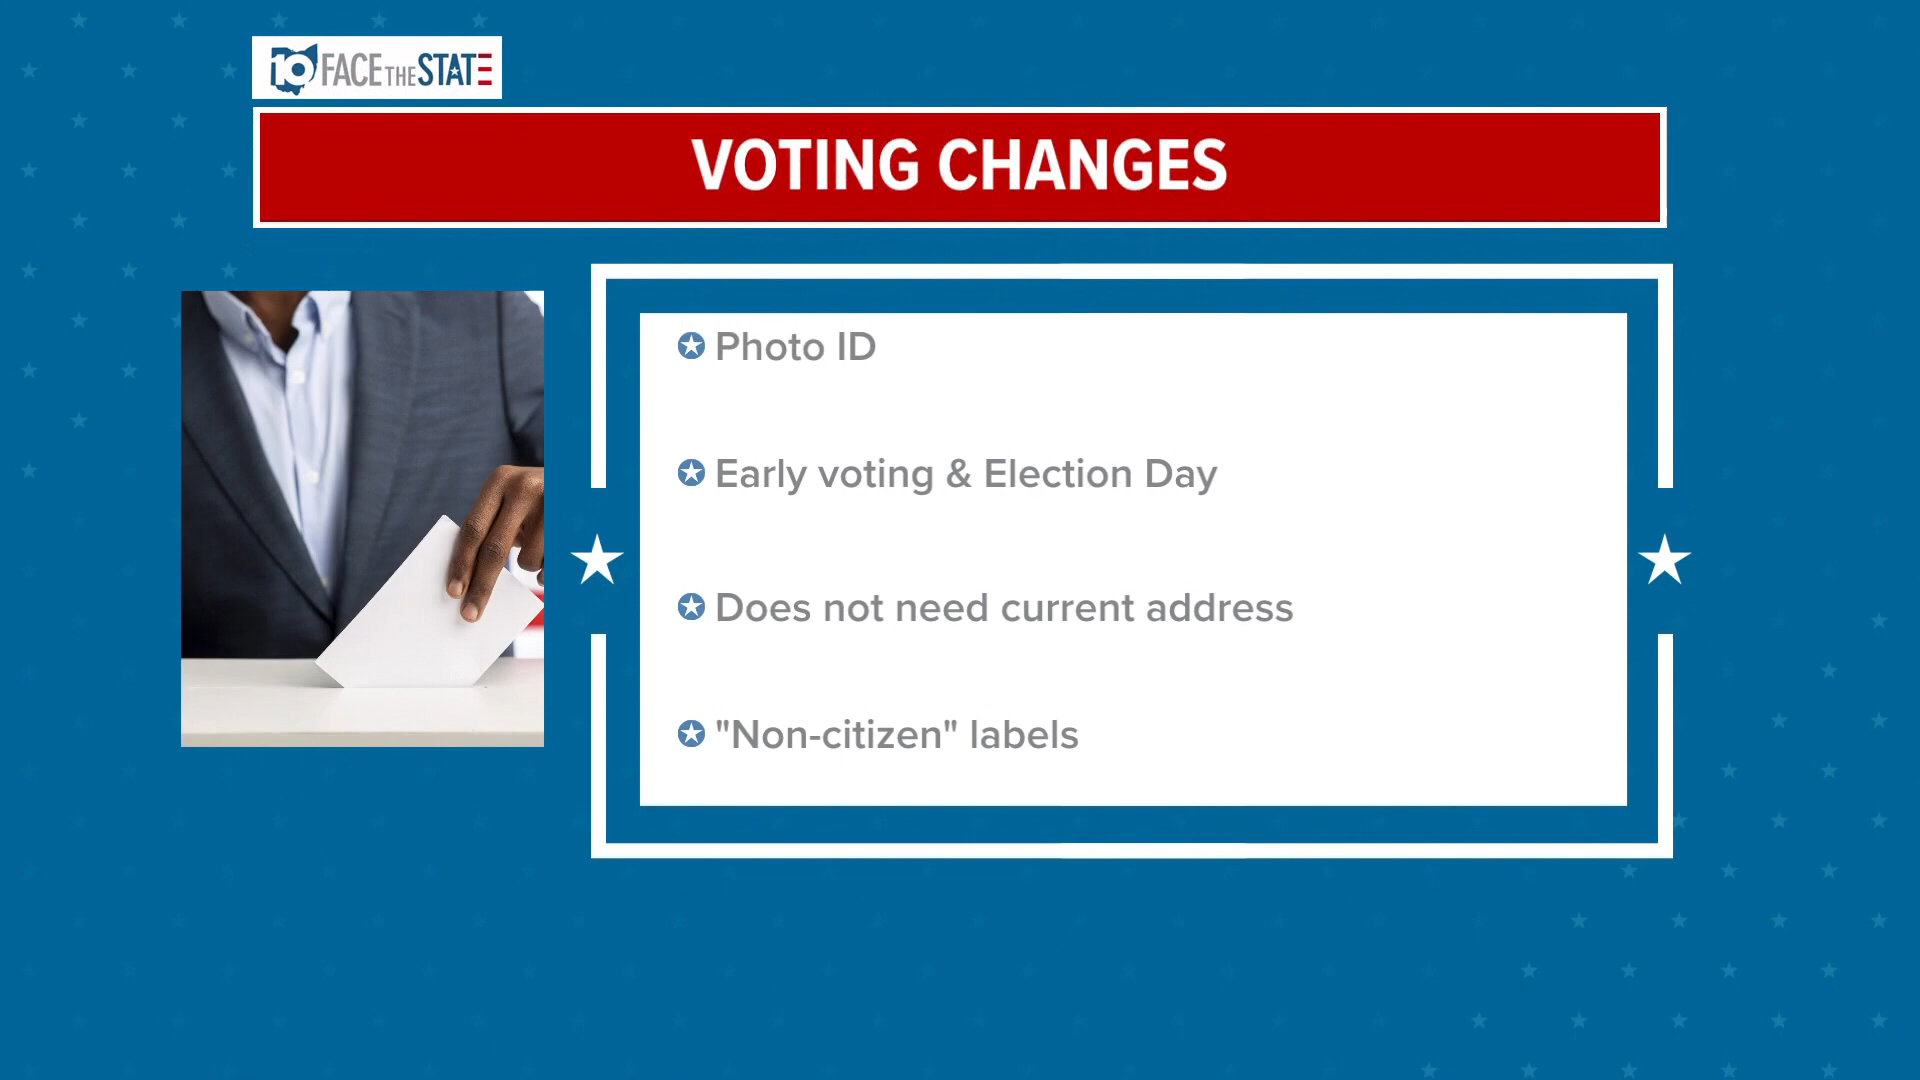 10 FACE THE STATE
VOTING CHANGES
Photo ID
Early voting & Election Day
Does not need current address
"Non-citizen" labels